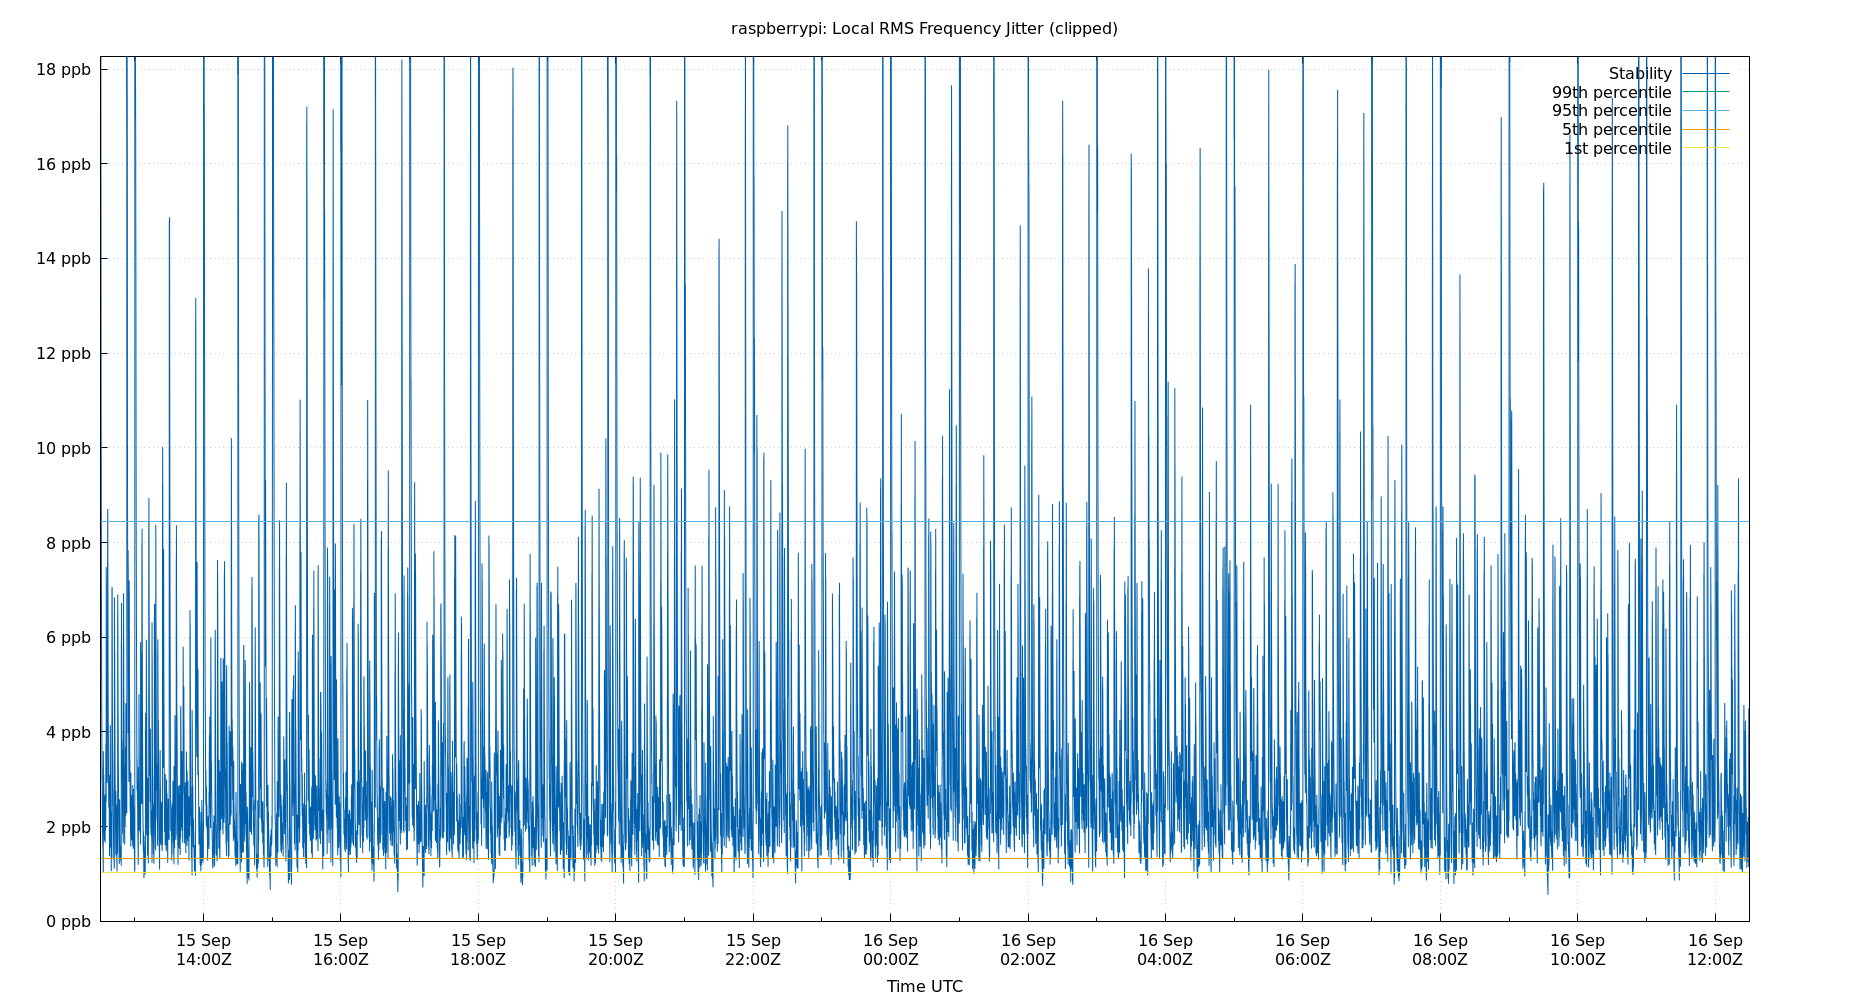 raspberrypi: Local RMS Frequency Jitter (clipped)
18 ppb
16 ppb
14 ppb
12 ppb
10 ppb
8 ppb
6 ppb
4 ppb
2 ppb
0 ppb
Stability
99th percentile
95th percentile
5th percentile
1st percentile
15 Sep
14:00Z
15 Sep
16:00Z
15 Sep
18:00Z
15 Sep
20:00Z
15 Sep
22:00Z
16 Sep
00:00Z
16 Sep
02:00Z
16 Sep
04:00Z
16 Sep
06:00Z
16 Sep
08:00Z
16 Sep
10:00Z
16 Sep
12:00Z
Time UTC